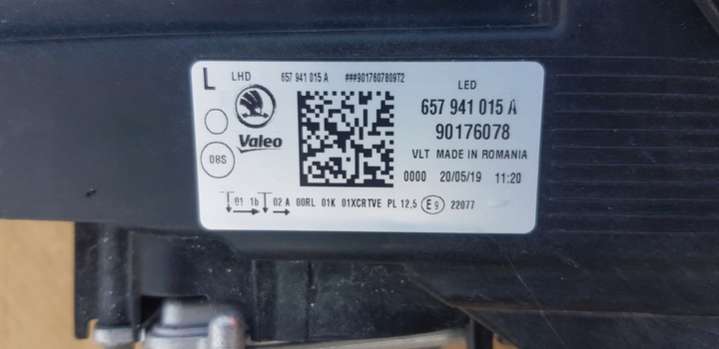 L LHD 657 941 015 A ###9017607809T2
LED
657 941 015 A
90176078
Valeo
VLT MADE IN ROMANIA
08S
0000 20/05/19 11:20
01 1b 02 A 00RL 01K 01XCRTVE PL 12.5 E9 22077